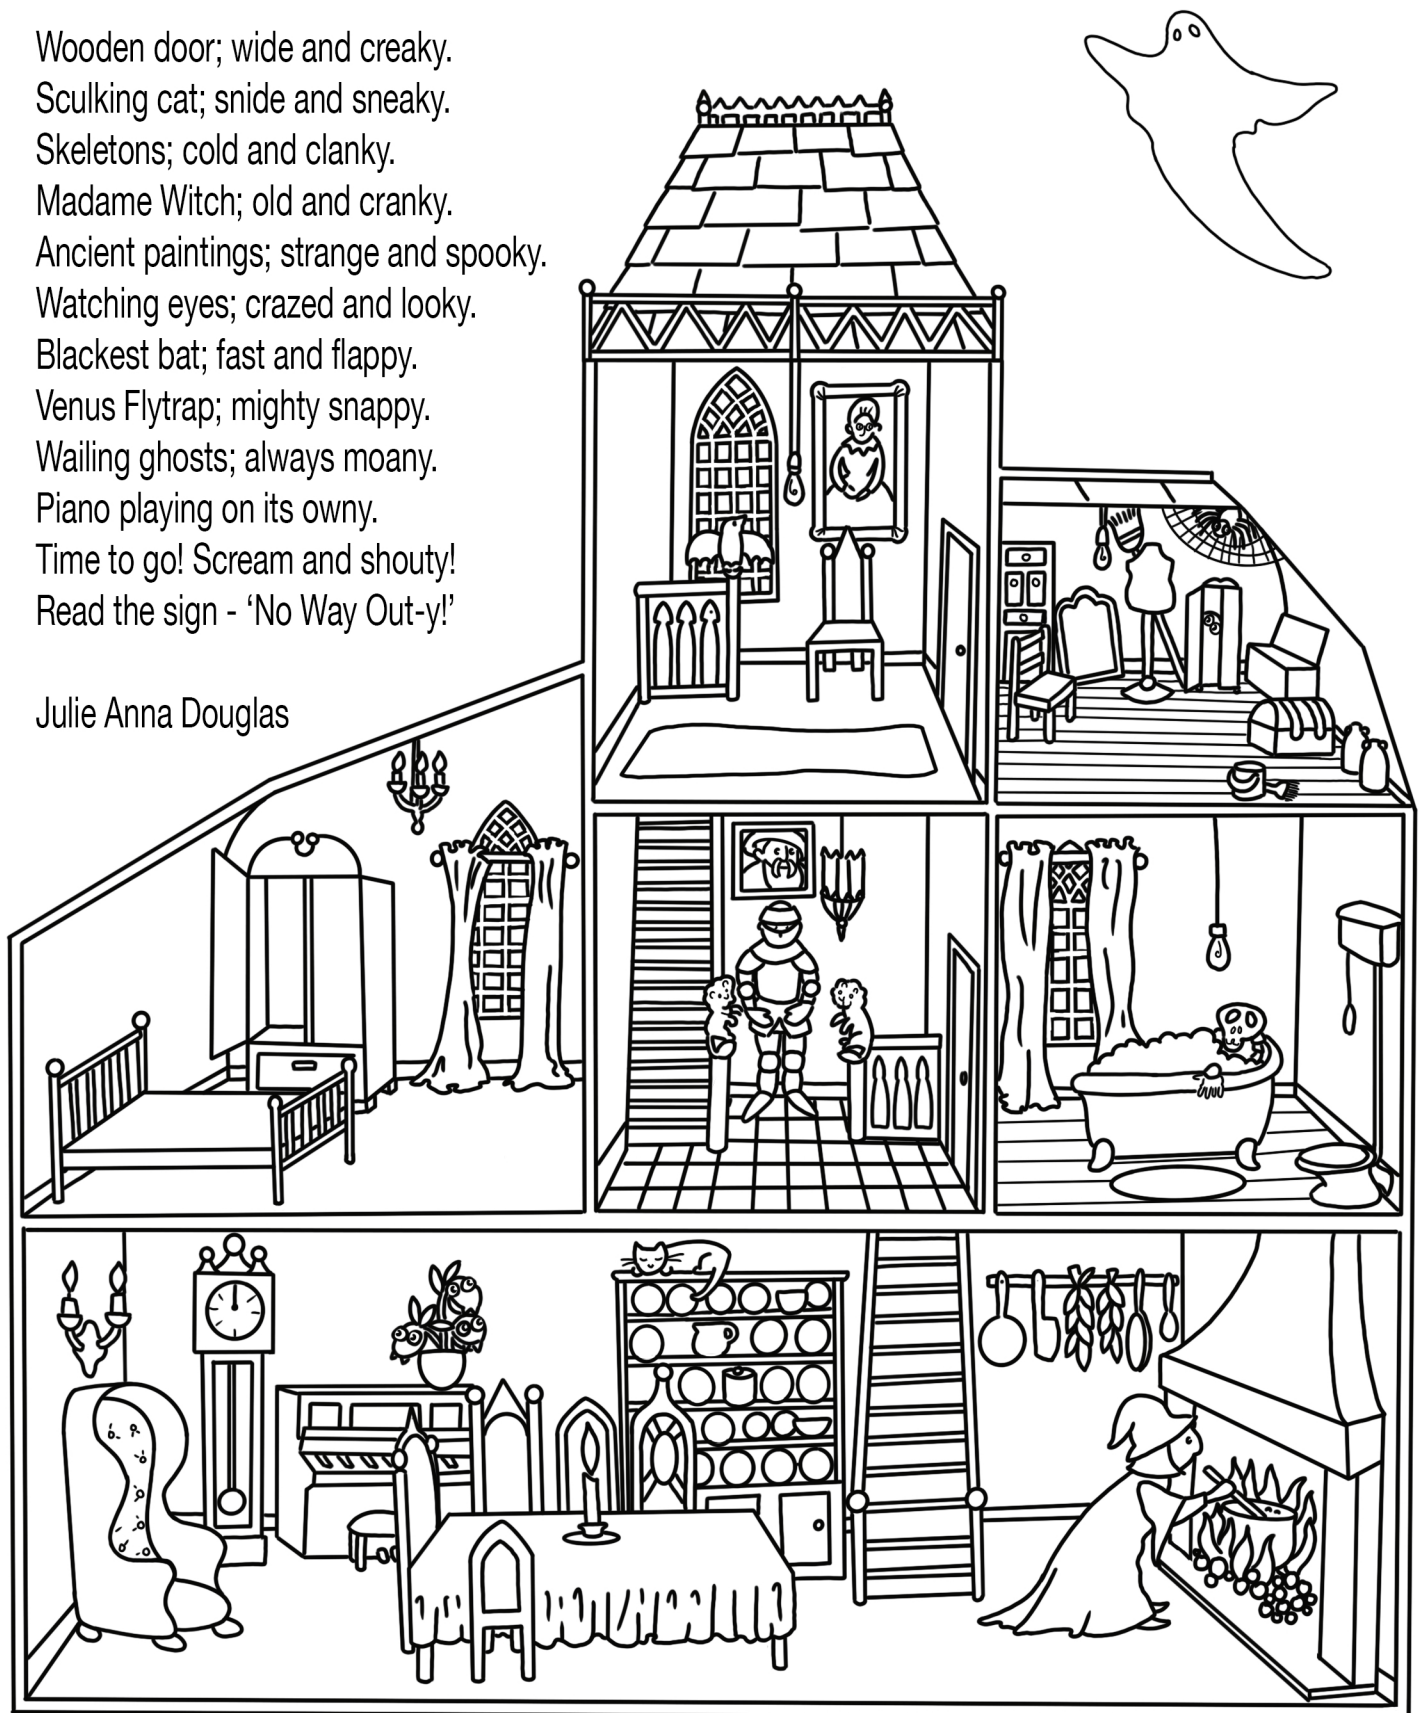 Wooden door; wide and creaky.
Sculking cat; snide and sneaky.
Skeletons; cold and clanky.
Madame Witch; old and cranky.
Ancient paintings; strange and spooky.
Watching eyes; crazed and looky.
Blackest bat; fast and flappy.
Venus Flytrap; mighty snappy.
Wailing ghosts; always moany.
Piano playing on its owny.
Time to go! Scream and shouty!
Read the sign - ‘No Way Out-y!’
Julie Anna Douglas